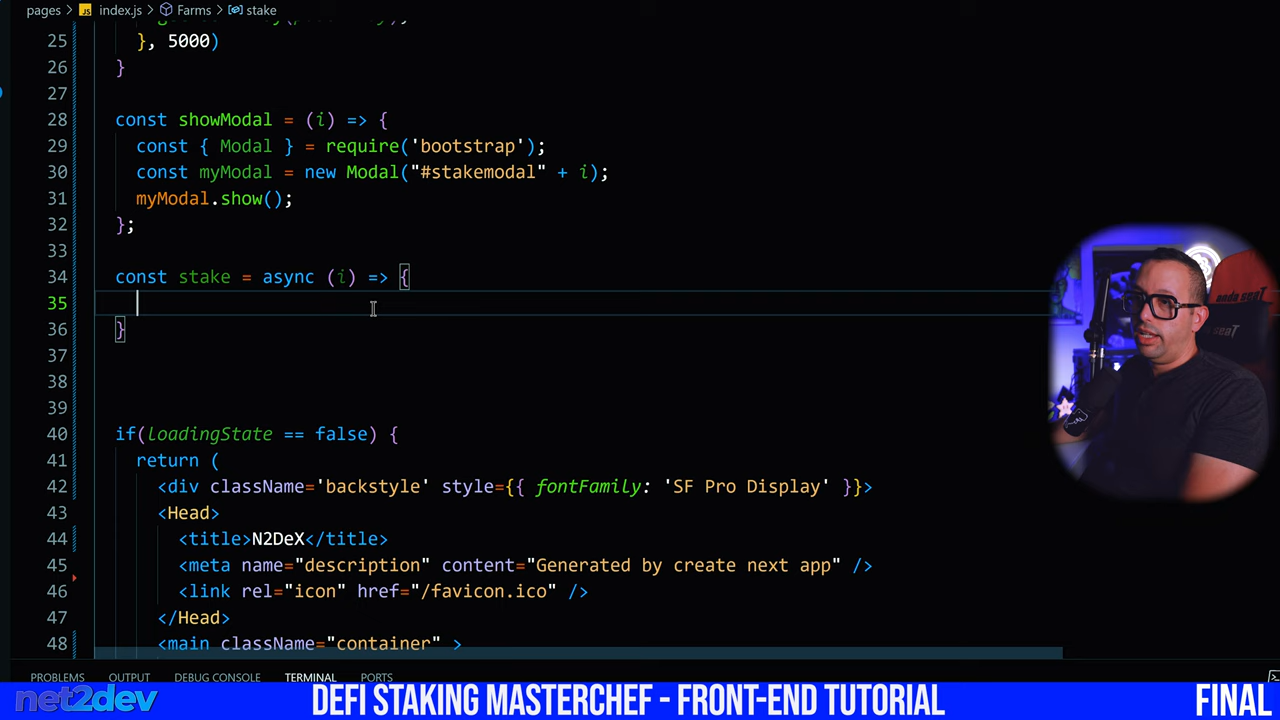 pages > JS index.js > Farms > stake
25 }, 5000)
26 }
27
28 const showModal = (i) => {
29 const { Modal } = require('bootstrap');
30 const myModal = new Modal("#stakemodal" + i);
31 myModal.show();
32 };
33
34 const stake = async (i) => {
35
36 }
37
38
39
40 if(loadingState == false) {
41 return (
42 <div className='backstyle' style={{ fontFamily: 'SF Pro Display' }}>
43 <Head>
44 <title>N2DeX</title>
45 <meta name="description" content="Generated by create next app" />
46 <link rel="icon" href="/favicon.ico" />
47 </Head>
48 <main className="container" >
PROBLEMS OUTPUT DEBUG CONSOLE TERMINAL PORTS
net2dev DEFI STAKING MASTERCHEF - FRONT-END TUTORIAL FINAL